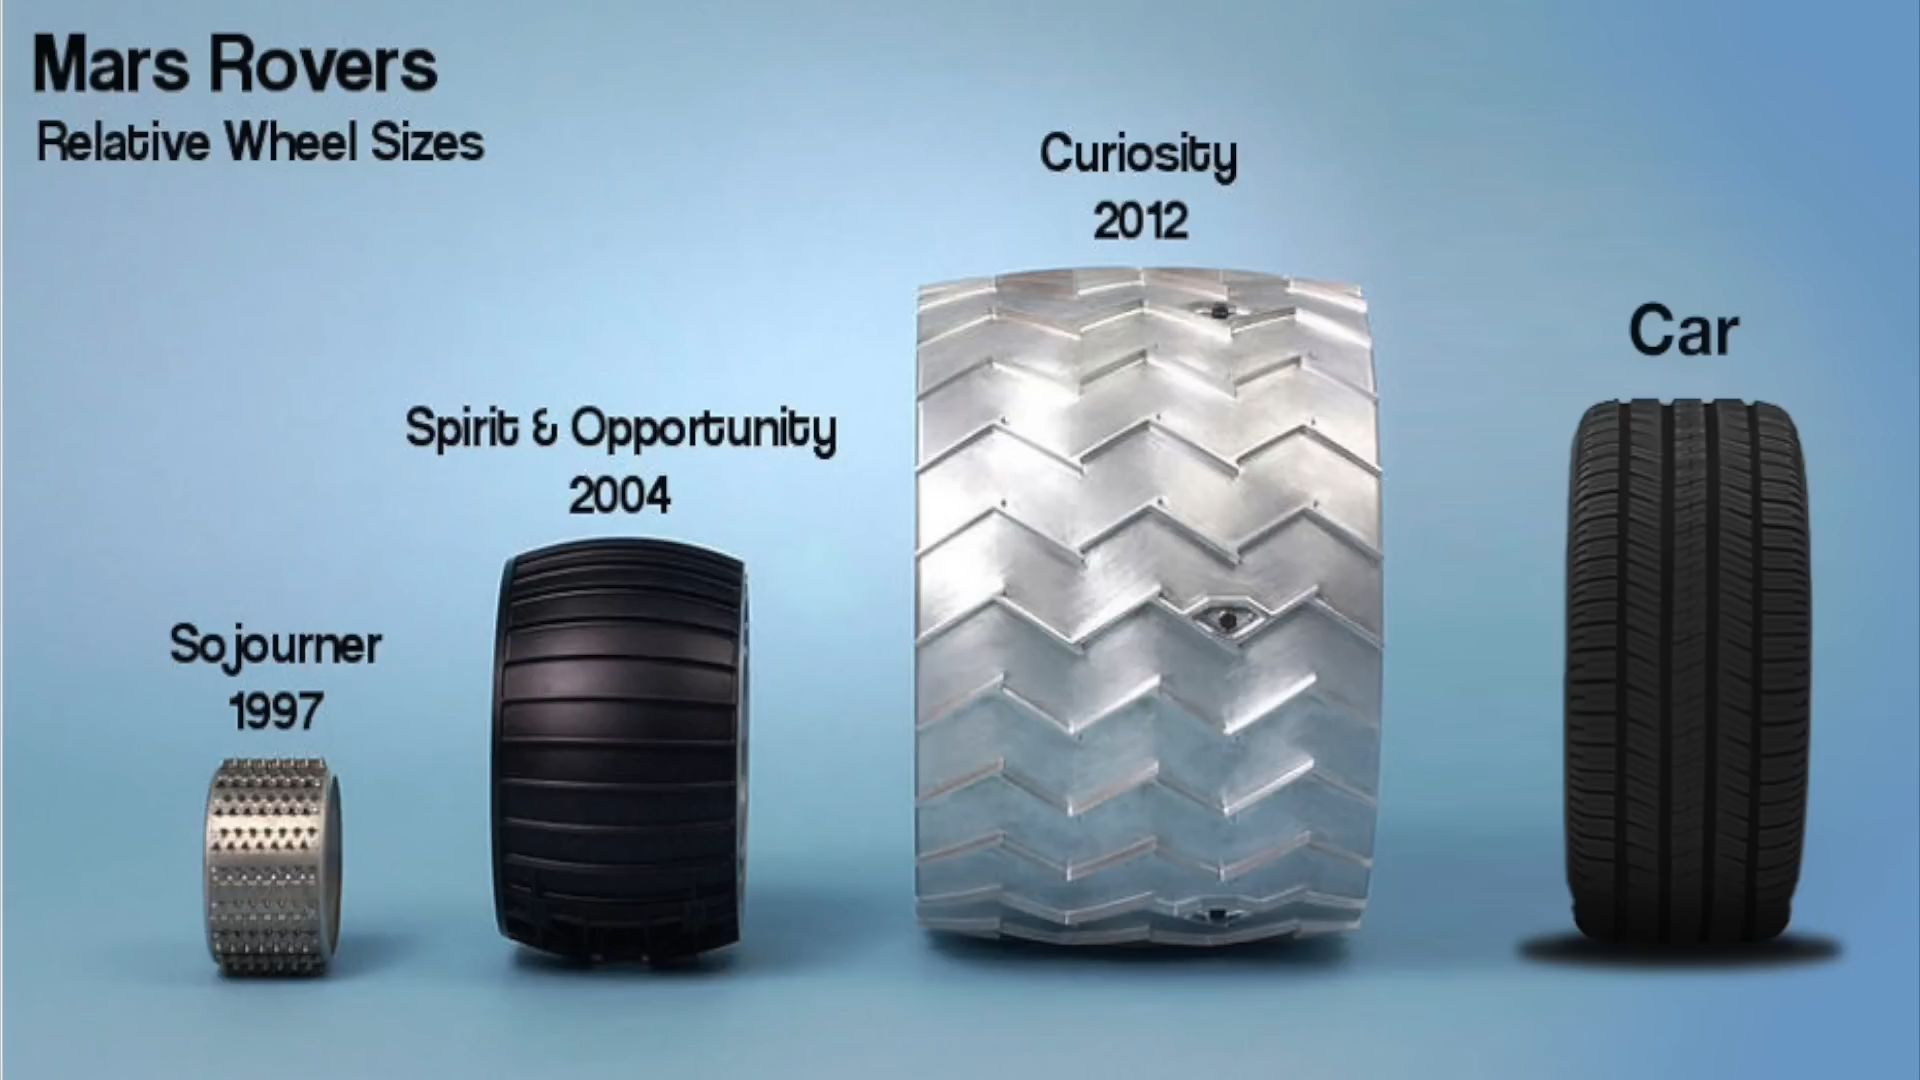 Mars Rovers
Relative Wheel Sizes
Curiosity
2012
Car
Spirit & Opportunity
2004
Sojourner
1997